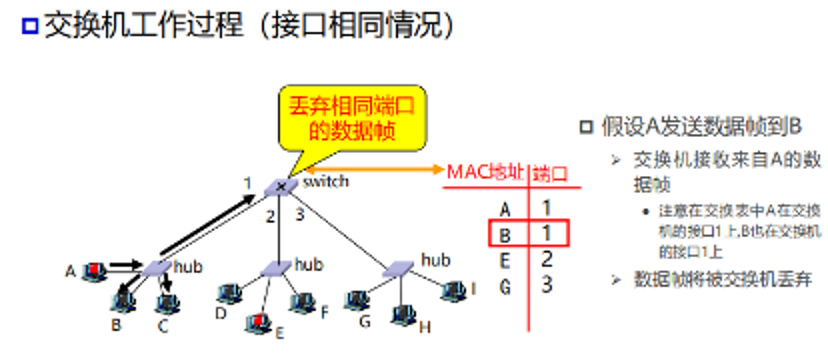 交换机工作过程（接口相同情况）
丢弃相同端口
的数据帧
switch
1
2 3
hub
hub
hub
A
B
C
D
E
F
G
H
I
MAC地址 端口
A 1
B 1
E 2
G 3
假设A发送数据帧到B
交换机接收来自A的数
据帧
注意在交换表中A在交换
机的接口1上,B也在交换机
的接口1上
数据帧将被交换机丢弃